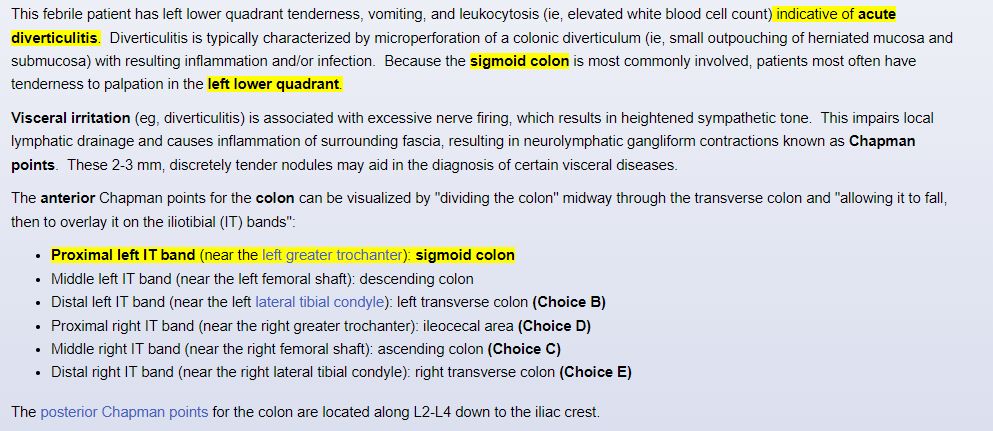 This febrile patient has left lower quadrant tenderness, vomiting, and leukocytosis (ie, elevated white blood cell count) indicative of acute
diverticulitis.  Diverticulitis is typically characterized by microperforation of a colonic diverticulum (ie, small outpouching of herniated mucosa and
submucosa) with resulting inflammation and/or infection.  Because the sigmoid colon is most commonly involved, patients most often have
tenderness to palpation in the left lower quadrant.
Visceral irritation (eg, diverticulitis) is associated with excessive nerve firing, which results in heightened sympathetic tone.  This impairs local
lymphatic drainage and causes inflammation of surrounding fascia, resulting in neurolymphatic gangliform contractions known as Chapman
points.  These 2-3 mm, discretely tender nodules may aid in the diagnosis of certain visceral diseases.
The anterior Chapman points for the colon can be visualized by "dividing the colon" midway through the transverse colon and "allowing it to fall,
then to overlay it on the iliotibial (IT) bands":
• Proximal left IT band (near the left greater trochanter): sigmoid colon
• Middle left IT band (near the left femoral shaft): descending colon
• Distal left IT band (near the left lateral tibial condyle): left transverse colon (Choice B)
• Proximal right IT band (near the right greater trochanter): ileocecal area (Choice D)
• Middle right IT band (near the right femoral shaft): ascending colon (Choice C)
• Distal right IT band (near the right lateral tibial condyle): right transverse colon (Choice E)
The posterior Chapman points for the colon are located along L2-L4 down to the iliac crest.